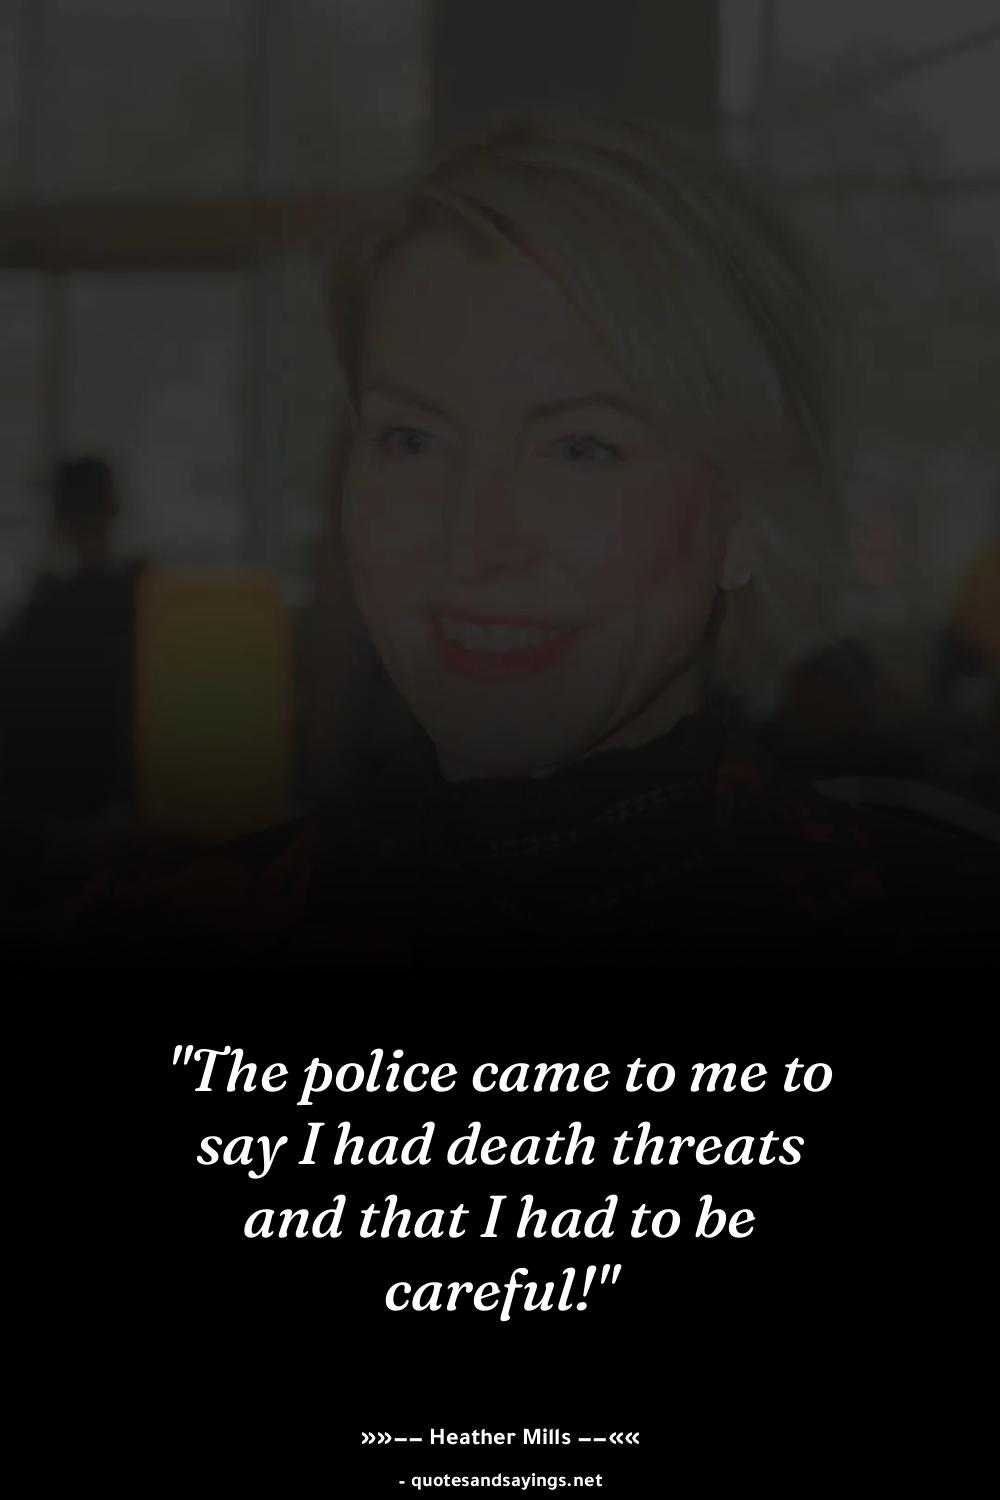 "The police came to me to
say I had death threats
and that I had to be
careful!"
»»—— Heather Mills ——««
- quotesandsayings.net